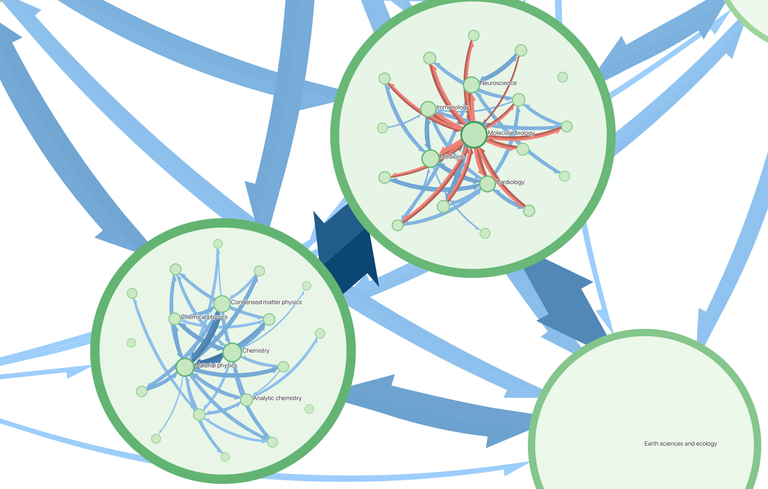 Neuroscience
Immunology
Molecular biology
Medicine
Cardiology
Condensed matter physics
Chemical physics
Chemistry
Material physics
Analytic chemistry
Earth sciences and ecology